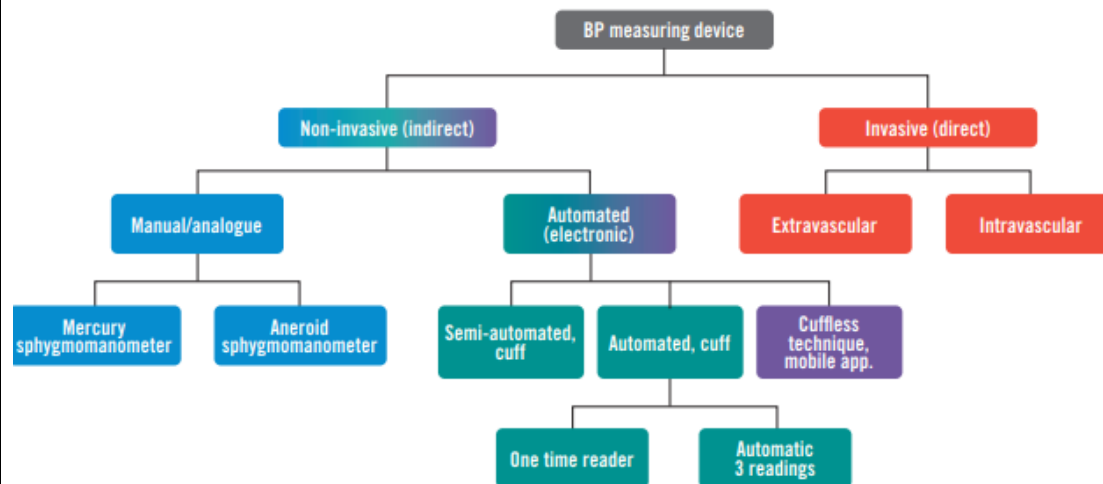 BP measuring device
Non-invasive (indirect)
Invasive (direct)
Manual/analogue
Automated
(electronic)
Extravascular
Intravascular
Mercury
sphygmomanometer
Aneroid
sphygmomanometer
Semi-automated,
cuff
Automated, cuff
Cuffless
technique,
mobile app.
One time reader
Automatic
3 readings